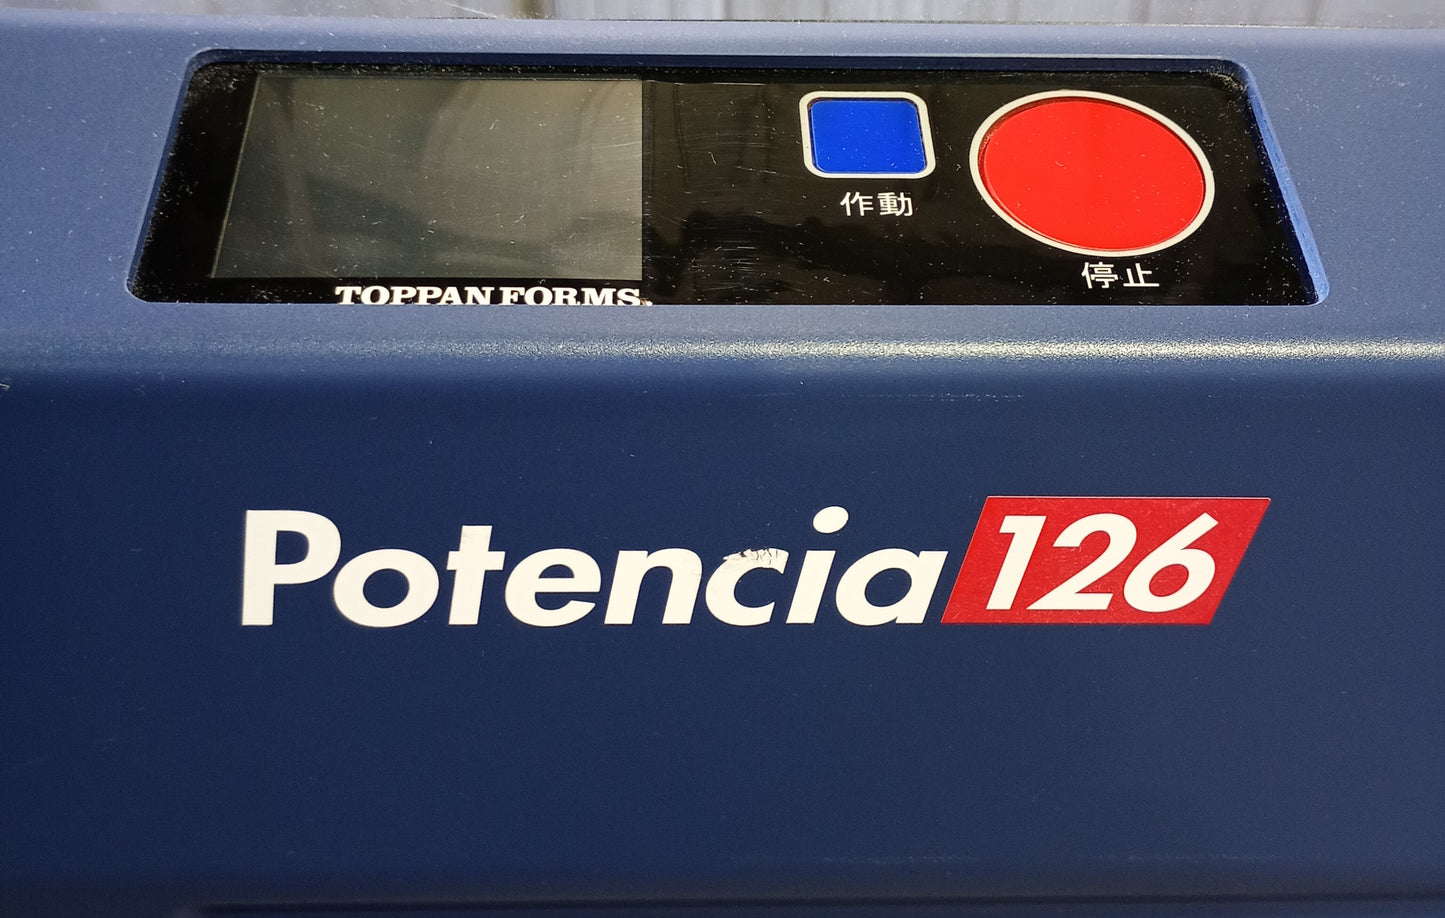 作動
停止
TOPPAN FORMS
Potencia 126